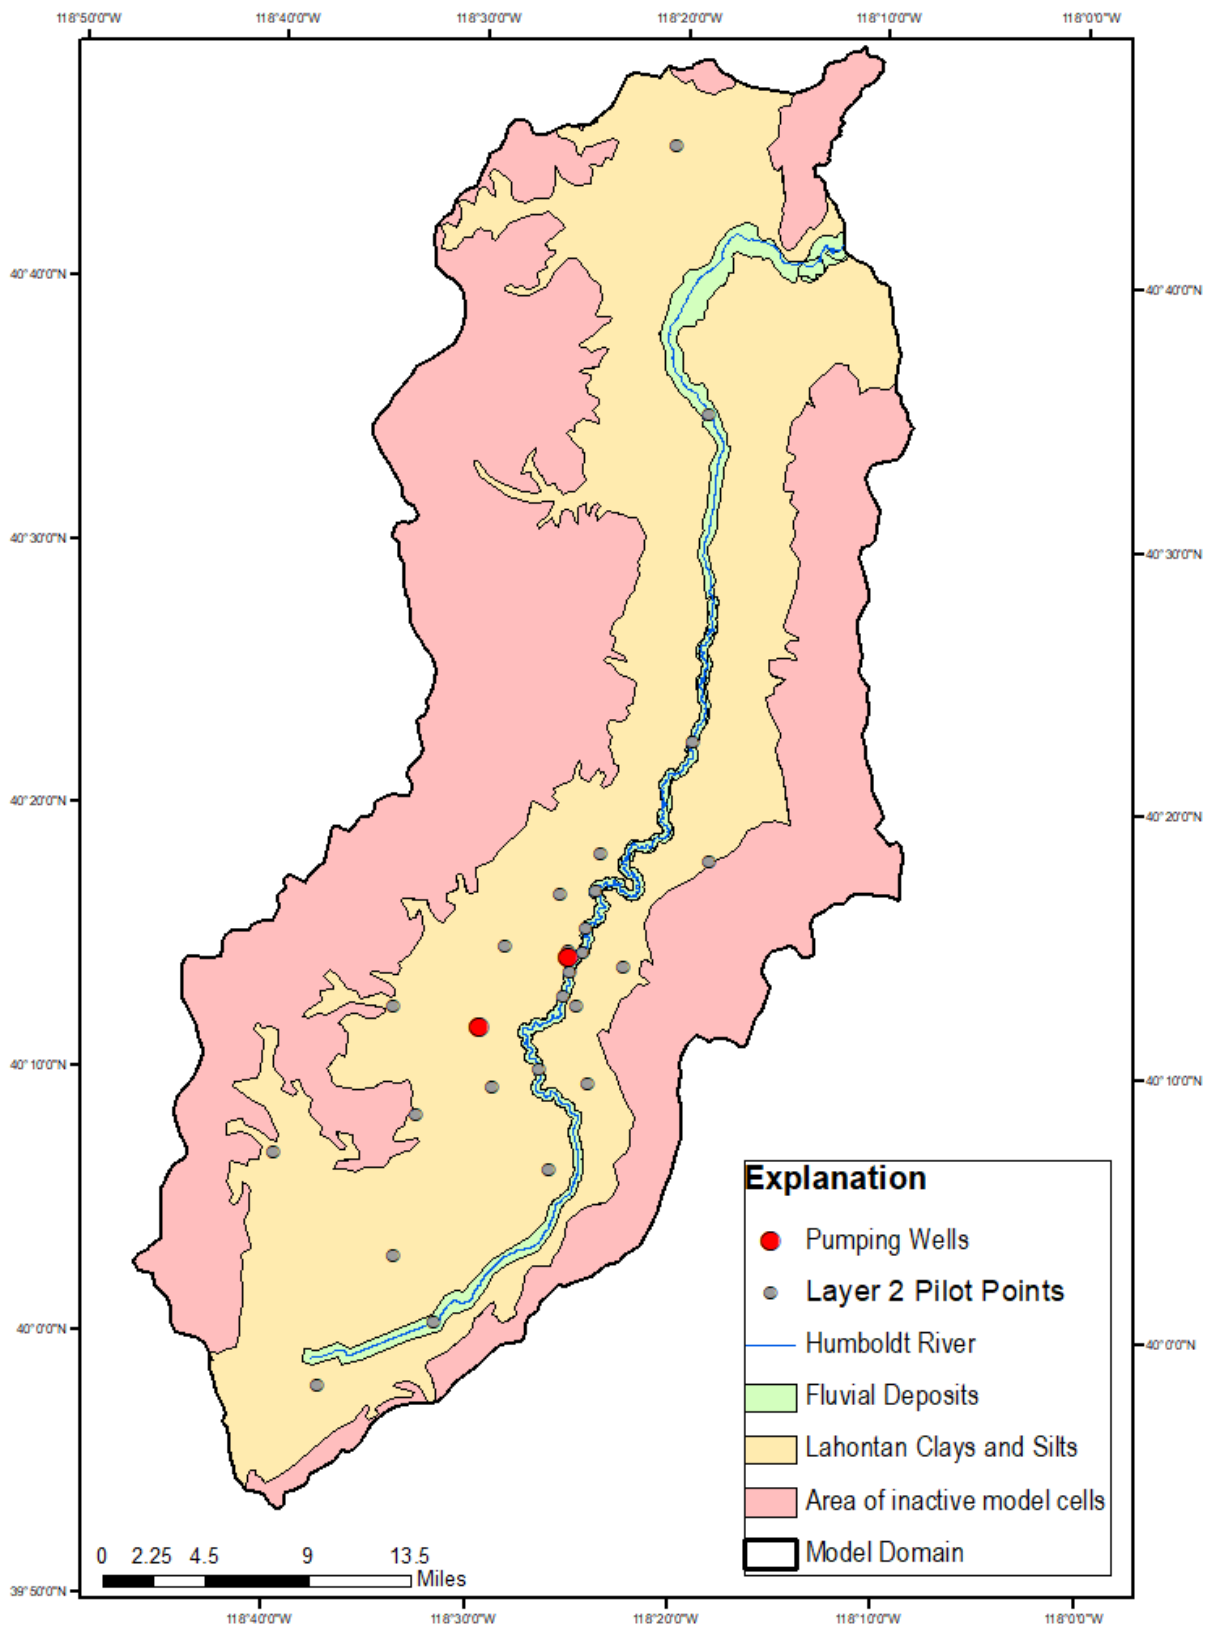 118°50'0"W 118°40'0"W 118°30'0"W 118°20'0"W 118°10'0"W 118°0'0"W
40°40'0"N 40°40'0"N
40°30'0"N 40°30'0"N
40°20'0"N 40°20'0"N
40°10'0"N 40°10'0"N
Explanation
Pumping Wells
Layer 2 Pilot Points
40°0'0"N 40°0'0"N
Humboldt River
Fluvial Deposits
Lahontan Clays and Silts
Area of inactive model cells
Model Domain
0 2.25 4.5 9 13.5
Miles
39°50'0"N
118°40'0"W 118°30'0"W 118°20'0"W 118°10'0"W 118°0'0"W